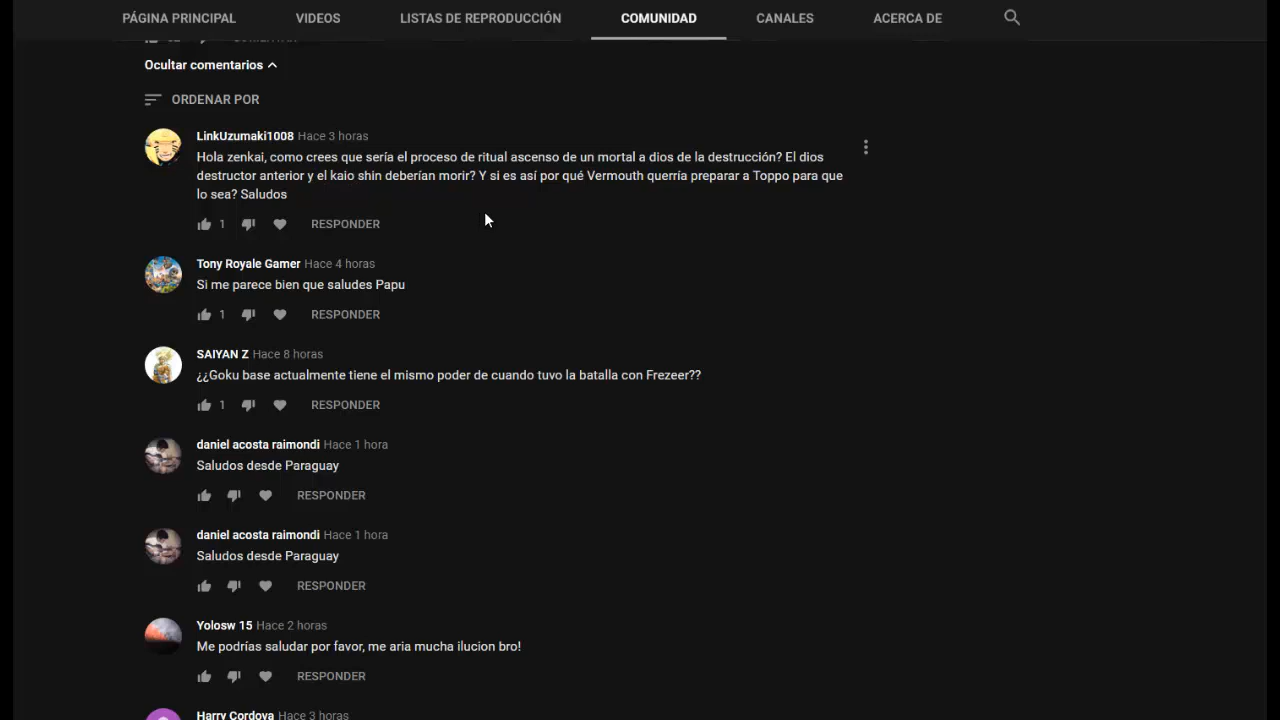 PÁGINA PRINCIPAL VIDEOS LISTAS DE REPRODUCCIÓN COMUNIDAD CANALES ACERCA DE
Ocultar comentarios
ORDENAR POR
LinkUzumaki1008 Hace 3 horas
Hola zenkai, como crees que sería el proceso de ritual ascenso de un mortal a dios de la destrucción? El dios
destructor anterior y el kaio shin deberían morir? Y si es así por qué Vermouth querría preparar a Toppo para que
lo sea? Saludos
1 RESPONDER
Tony Royale Gamer Hace 4 horas
Si me parece bien que saludes Papu
1 RESPONDER
SAIYAN Z Hace 8 horas
¿¿Goku base actualmente tiene el mismo poder de cuando tuvo la batalla con Frezeer??
1 RESPONDER
daniel acosta raimondi Hace 1 hora
Saludos desde Paraguay
RESPONDER
daniel acosta raimondi Hace 1 hora
Saludos desde Paraguay
RESPONDER
Yolosw 15 Hace 2 horas
Me podrías saludar por favor, me aria mucha ilucion bro!
RESPONDER
Harry Cordova Hace 3 horas